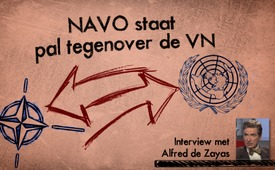 NAVO staat
pal tegenover de VN
Interview met
Alfred de Zayas